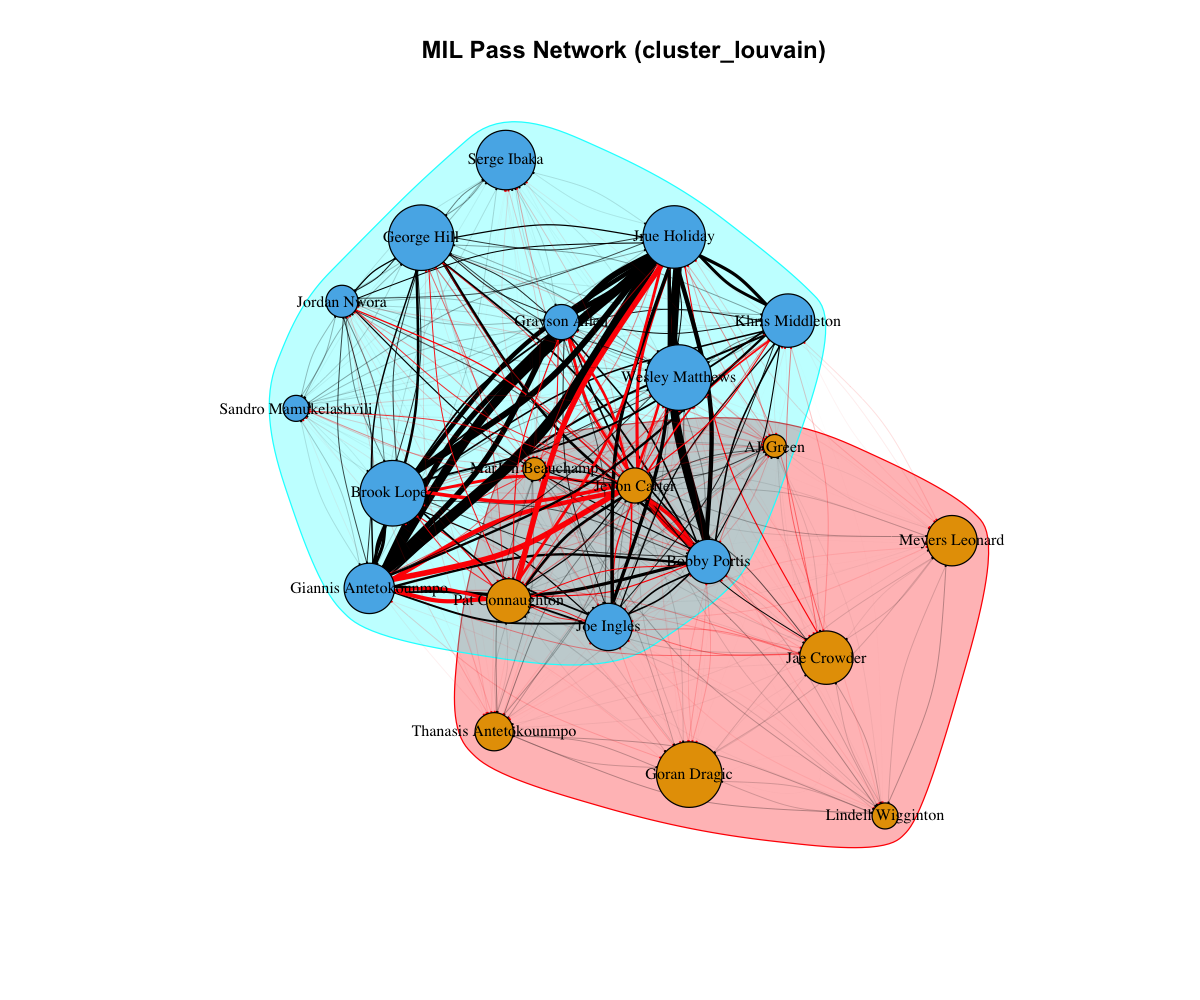 MIL Pass Network (cluster_louvain)
Serge Ibaka
George Hill
Jrue Holiday
Jordan Nwora
Grayson Allen
Khris Middleton
Wesley Matthews
Sandro Mamukelashvili
AJ Green
MarJon Beauchamp
Jevon Carter
Brook Lopez
Meyers Leonard
Bobby Portis
Giannis Antetokounmpo
Pat Connaughton
Joe Ingles
Jae Crowder
Thanasis Antetokounmpo
Goran Dragic
Lindell Wigginton